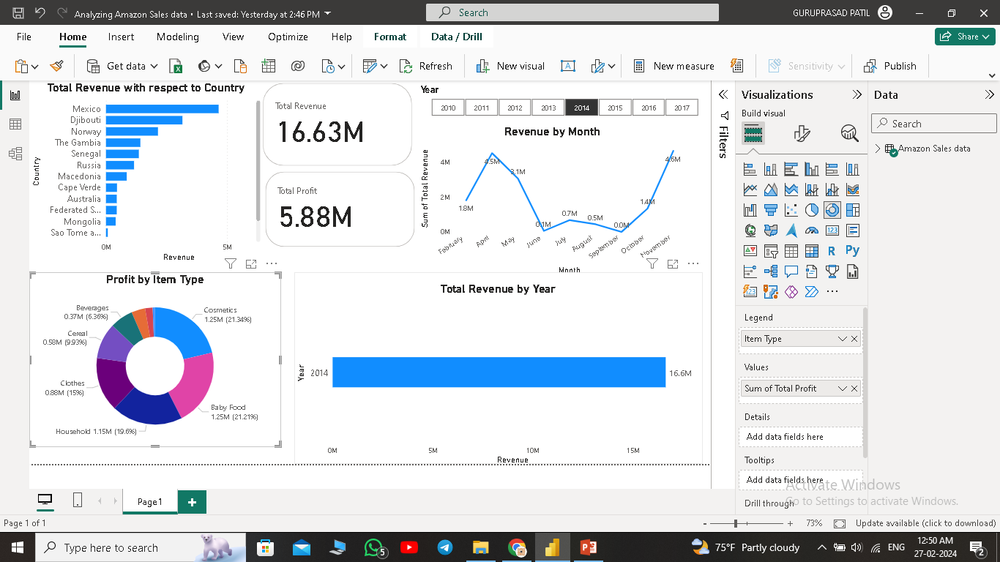 Analyzing Amazon Sales data • Last saved: Yesterday at 2:46 PM
Search
GURUPRASAD PATIL
File
Home
Insert
Modeling
View
Optimize
Help
Format
Data / Drill
Share
Get data
Refresh
New visual
New measure
Sensitivity
Publish
Total Revenue with respect to Country
Country
Mexico
Djibouti
Norway
The Gambia
Senegal
Russia
Macedonia
Cape Verde
Australia
Federated S...
Mongolia
Sao Tome a...
0M 5M
Revenue
Total Revenue
16.63M
Total Profit
5.88M
Year
2010 2011 2012 2013 2014 2015 2016 2017
Revenue by Month
Sum of Total Revenue
4M
2M
0M
1.8M
4.5M
3.1M
0.1M
0.7M
0.5M
0.0M
1.4M
4.6M
February April May June July August September October November
Month
Profit by Item Type
Beverages
0.37M (6.36%)
Cereal
0.58M (9.93%)
Clothes
0.88M (15%)
Household 1.15M (19.6%)
Cosmetics
1.25M (21.34%)
Baby Food
1.25M (21.21%)
Total Revenue by Year
Year
2014
16.6M
0M 5M 10M 15M
Revenue
Filters
Visualizations
Build visual
123
R
Py
123
Legend
Item Type
Values
Sum of Total Profit
Details
Add data fields here
Tooltips
Add data fields here
Drill through
Data
Search
Amazon Sales data
Activate Windows
Go to Settings to activate Windows.
Page 1
Page 1 of 1
- + 73%
Update available (click to download)
Type here to search
5
75°F Partly cloudy
ENG
12:50 AM
27-02-2024
2